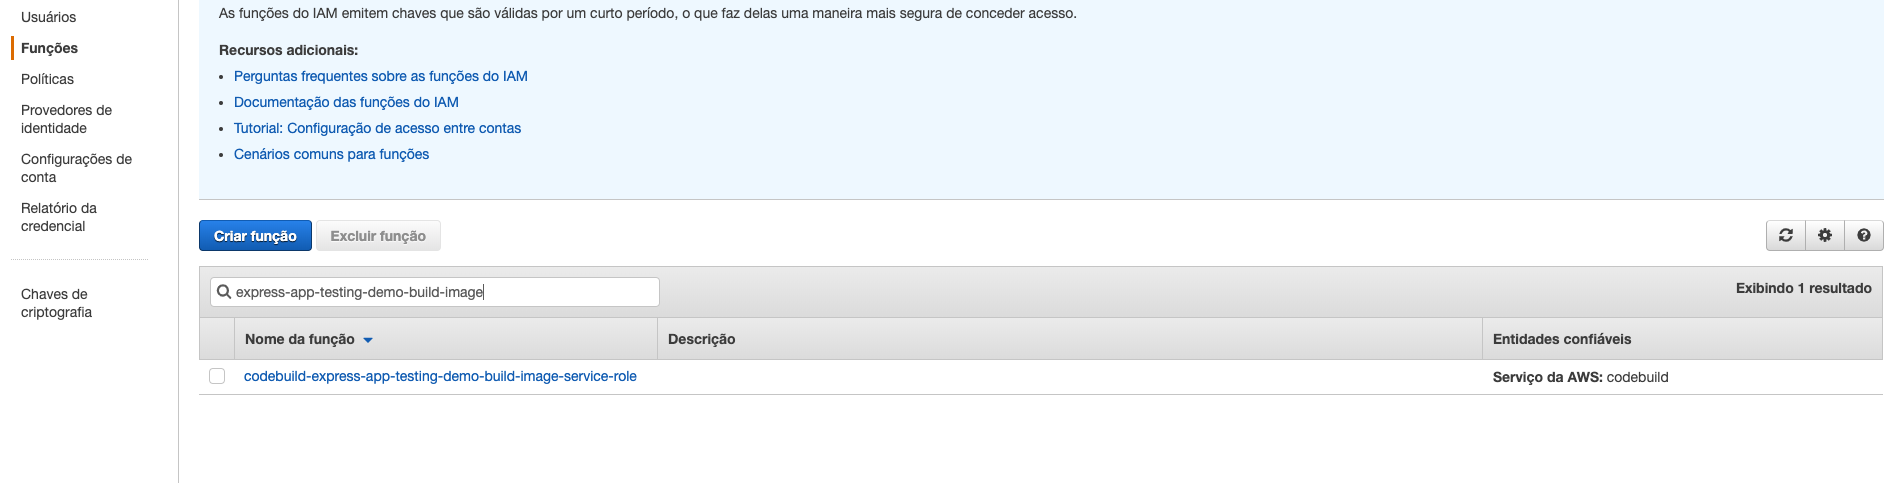 Usuários
Funções
Políticas
Provedores de
identidade
Configurações de
conta
Relatório da
credencial
Chaves de
criptografia
As funções do IAM emitem chaves que são válidas por um curto período, o que faz delas uma maneira mais segura de conceder acesso.
Recursos adicionais:
Perguntas frequentes sobre as funções do IAM
Documentação das funções do IAM
Tutorial: Configuração de acesso entre contas
Cenários comuns para funções
Criar função
Excluir função
express-app-testing-demo-build-image
Exibindo 1 resultado
Nome da função
Descrição
Entidades confiáveis
codebuild-express-app-testing-demo-build-image-service-role
Serviço da AWS: codebuild